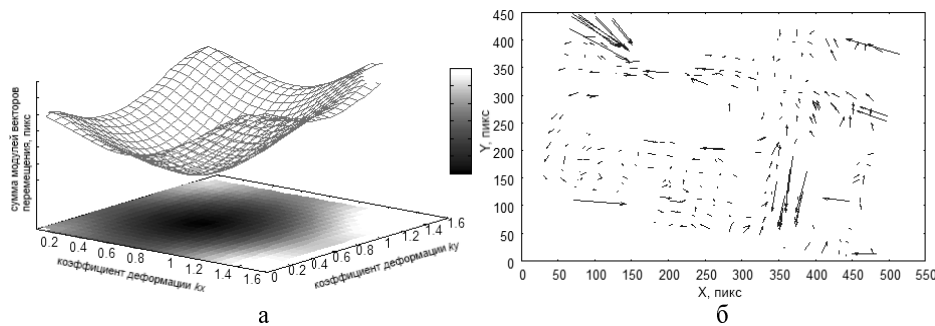 сумма модулей векторов
перемещения, пикс
0.2 0.4 0.6 0.8 1 1.2 1.4 1.6
коэффициент деформации kx
0 0.2 0.4 0.6 0.8 1 1.2 1.4 1.6
коэффициент деформации ky
а
450
400
350
300
250
200
150
100
50
0
Y, пикс
0 50 100 150 200 250 300 350 400 450 500 550
X, пикс
б